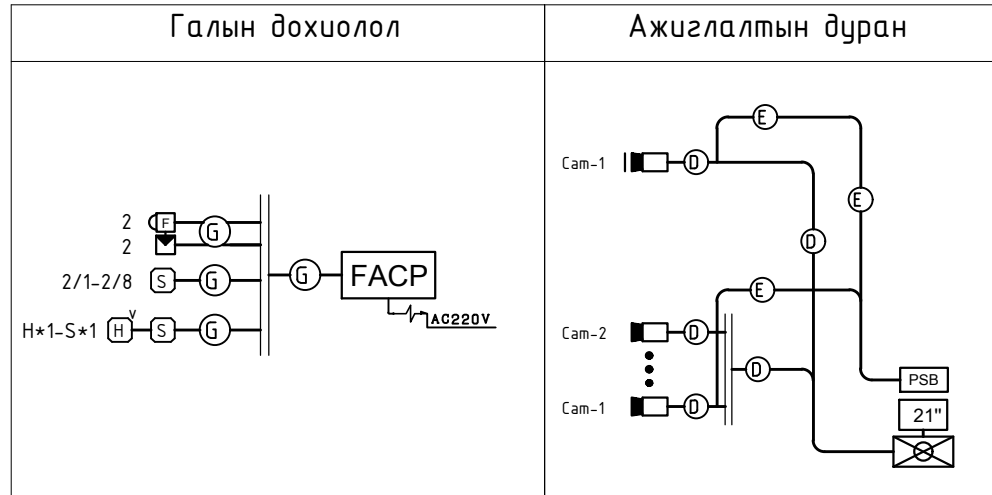 Галын дохиолол
2
F
G
2
2/1-2/8 S G
H*1-S*1 H v S G
G
FACP
AC220V
Ажиглалтын дуран
E
Cam-1 D
E
D
E
Cam-2 D
D
Cam-1 D
PSB
21"